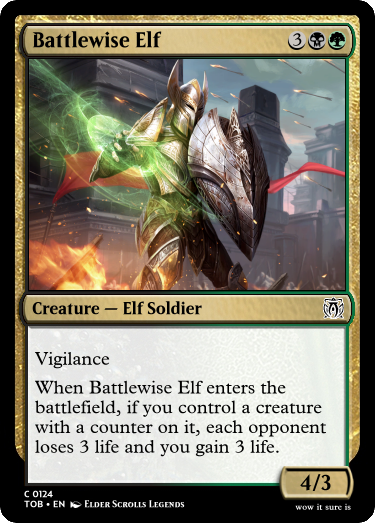 Battlewise Elf 3
Creature — Elf Soldier
Vigilance
When Battlewise Elf enters the
battlefield, if you control a creature
with a counter on it, each opponent
loses 3 life and you gain 3 life.
4/3
C 0124
TOB • EN Elder Scrolls Legends
wow it sure is